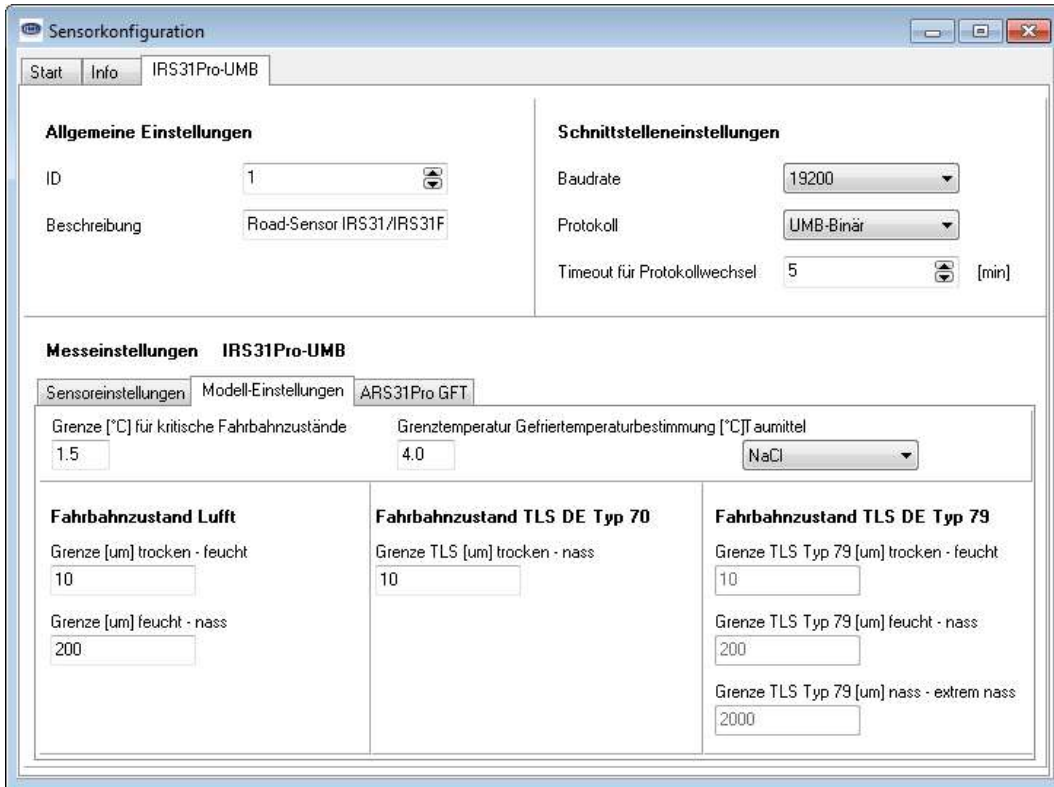 Sensorkonfiguration
Start Info IRS31Pro-UMB
Allgemeine Einstellungen
ID 1
Beschreibung Road-Sensor IRS31/IRS31F
Schnittstelleneinstellungen
Baudrate 19200
Protokoll UMB-Binär
Timeout für Protokollwechsel 5 [min]
Messeinstellungen IRS31Pro-UMB
Sensoreinstellungen Modell-Einstellungen ARS31Pro GFT
Grenze [°C] für kritische Fahrbahnzustände
1.5
Grenztemperatur Gefriertemperaturbestimmung [°C]
4.0
Taumittel
NaCl
Fahrbahnzustand Lufft
Grenze [um] trocken - feucht
10
Grenze [um] feucht - nass
200
Fahrbahnzustand TLS DE Typ 70
Grenze TLS [um] trocken - nass
10
Fahrbahnzustand TLS DE Typ 79
Grenze TLS Typ 79 [um] trocken - feucht
10
Grenze TLS Typ 79 [um] feucht - nass
200
Grenze TLS Typ 79 [um] nass - extrem nass
2000